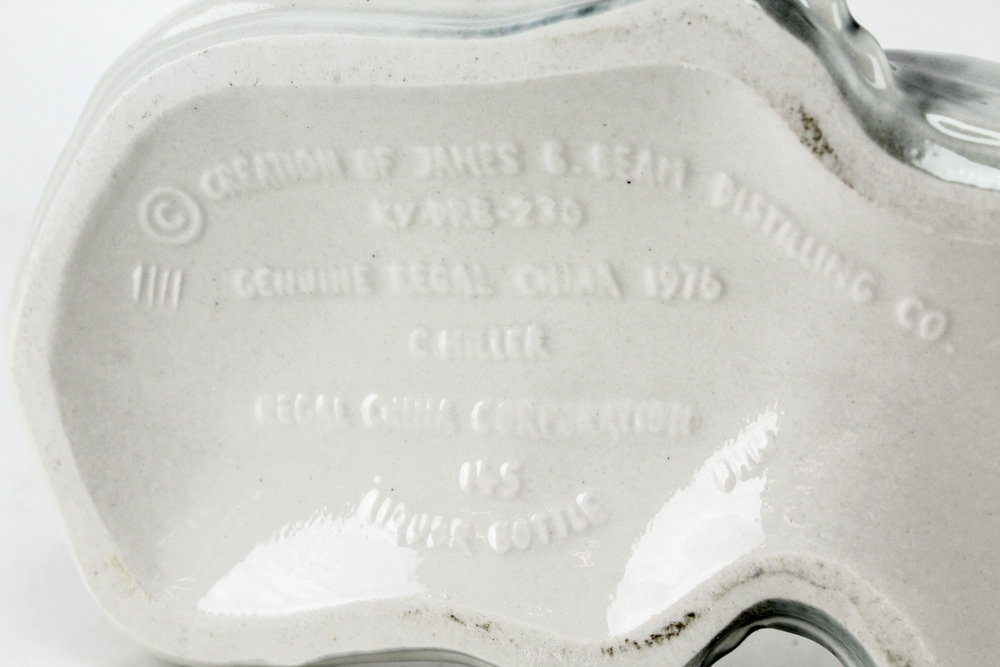 © CREATION OF JAMES B. BEAM DISTILLING CO.
KY. DRB-230
GENUINE REGAL CHINA 1976
C. MILLER
REGAL CHINA CORPORATION
LIQUOR BOTTLE